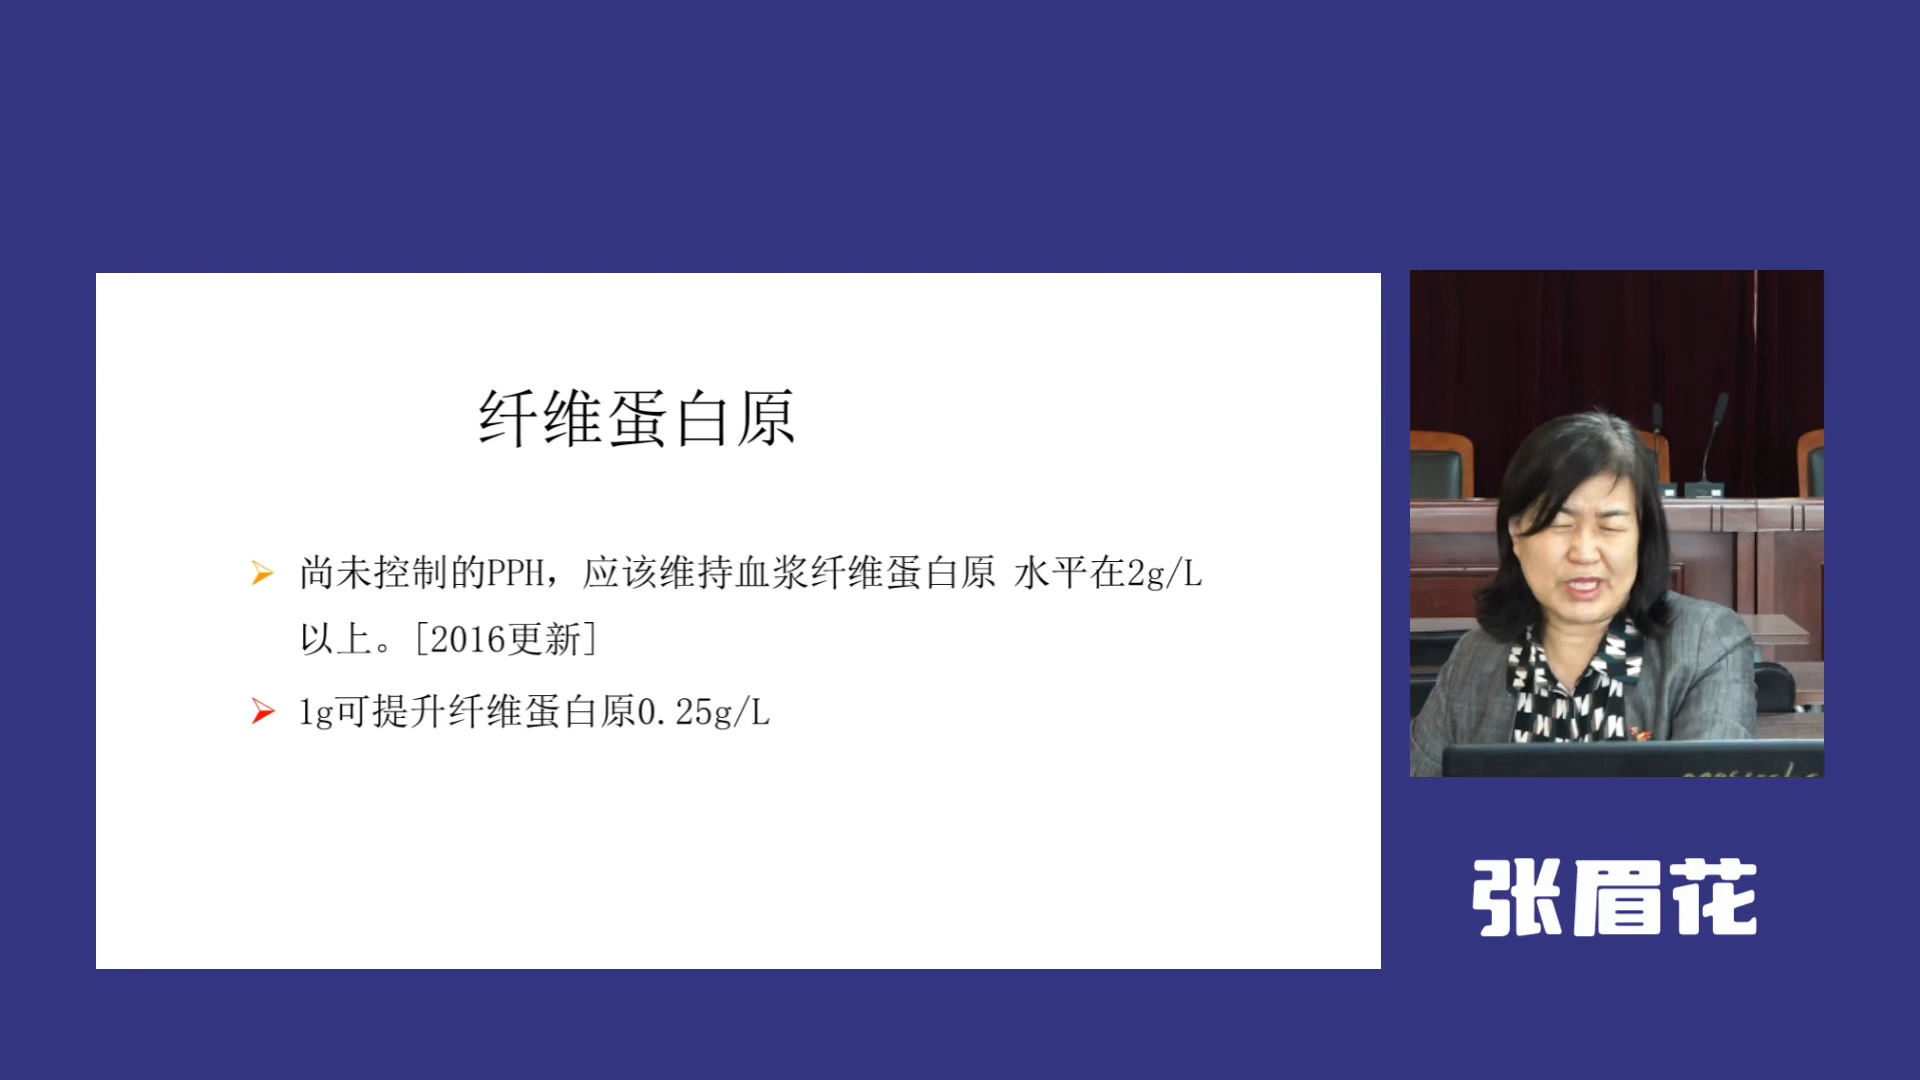 纤维蛋白原
尚未控制的PPH，应该维持血浆纤维蛋白原 水平在2g/L
以上。[2016更新]
1g可提升纤维蛋白原0.25g/L
张眉花